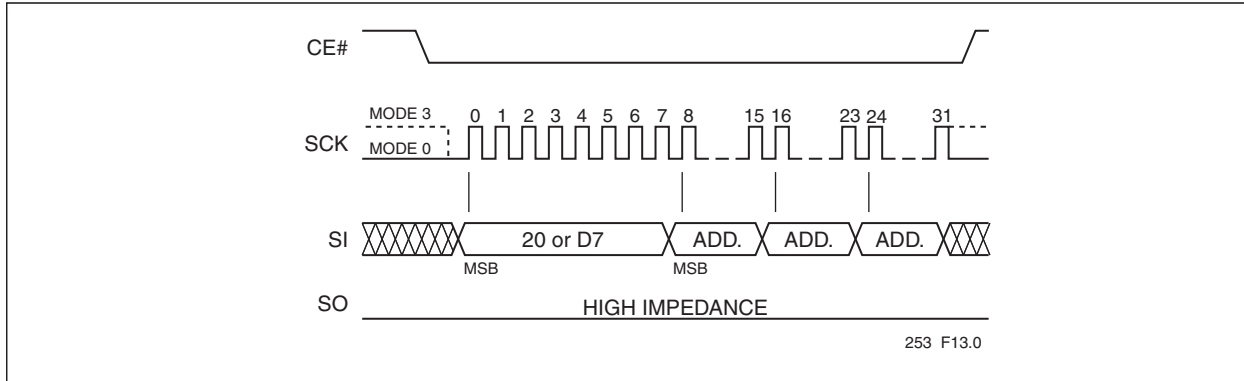 CE#
MODE 3
0 1 2 3 4 5 6 7 8 15 16 23 24 31
SCK
MODE 0
SI
20 or D7 ADD. ADD. ADD.
MSB MSB
SO
HIGH IMPEDANCE
253 F13.0